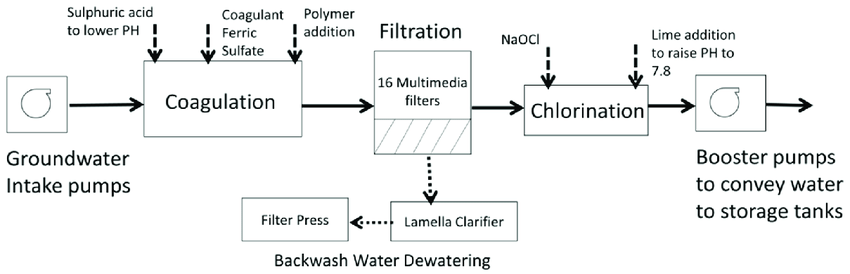 Sulphuric acid
to lower PH
Coagulant
Ferric
Sulfate
Polymer
addition
Filtration
NaOCl
Lime addition
to raise PH to
7.8
Coagulation
16 Multimedia
filters
Chlorination
Groundwater
Intake pumps
Booster pumps
to convey water
to storage tanks
Filter Press
Lamella Clarifier
Backwash Water Dewatering